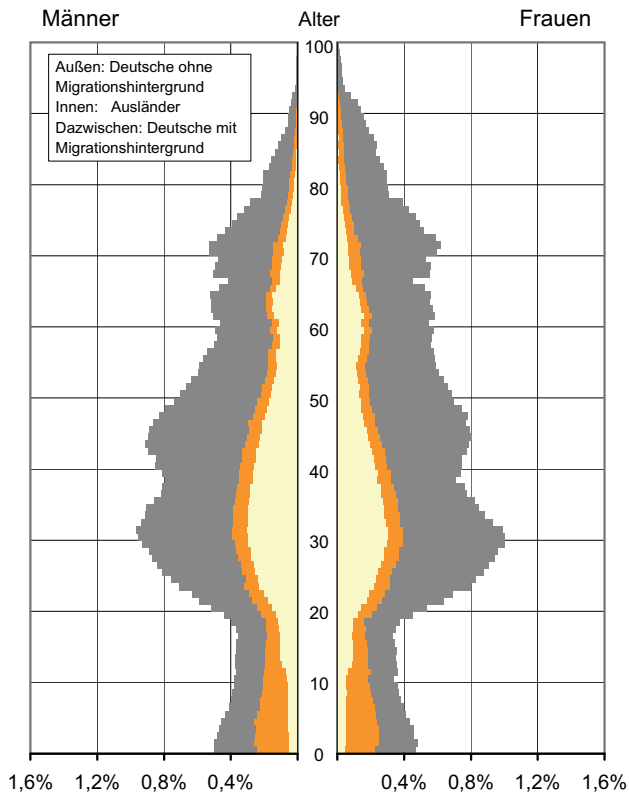 Männer Alter Frauen
Außen: Deutsche ohne
Migrationshintergrund
Innen: Ausländer
Dazwischen: Deutsche mit
Migrationshintergrund
100
90
80
70
60
50
40
30
20
10
0
1,6% 1,2% 0,8% 0,4% 0,4% 0,8% 1,2% 1,6%